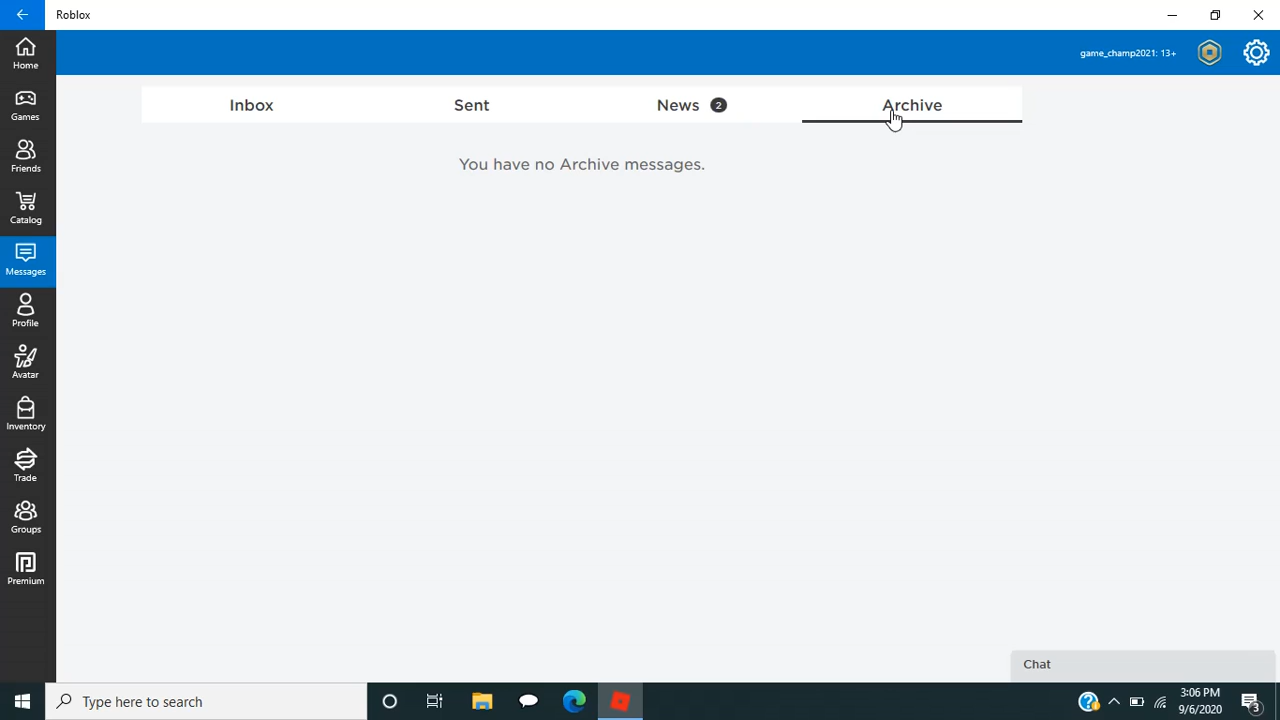 Roblox
game_champ2021: 13+
Home
Games
Friends
Catalog
Messages
Profile
Avatar
Inventory
Trade
Groups
Premium
Inbox Sent News 2 Archive
You have no Archive messages.
Chat
Type here to search
3:06 PM
9/6/2020
3